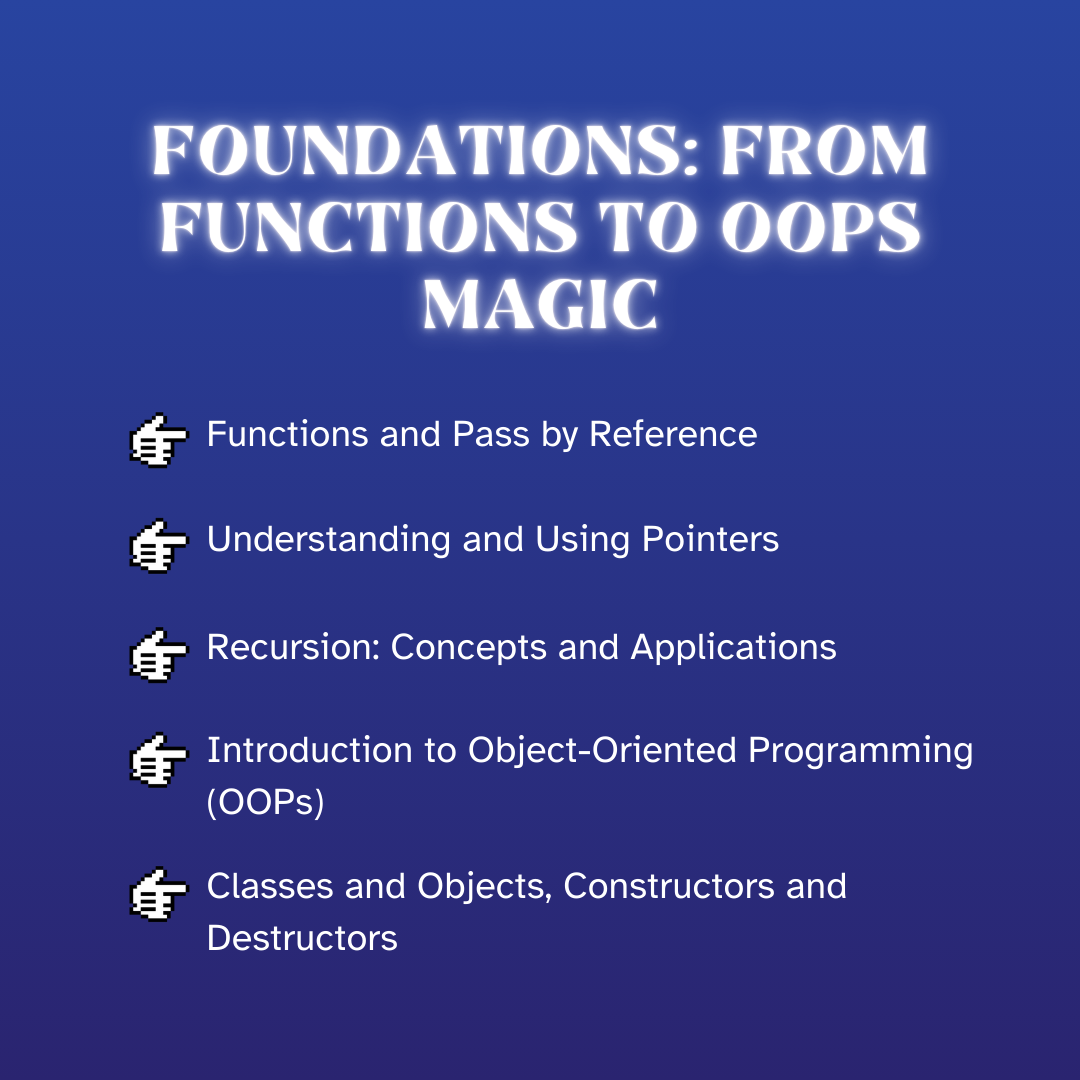 FOUNDATIONS: FROM
FUNCTIONS TO OOPS
MAGIC
Functions and Pass by Reference
Understanding and Using Pointers
Recursion: Concepts and Applications
Introduction to Object-Oriented Programming
(OOPs)
Classes and Objects, Constructors and
Destructors